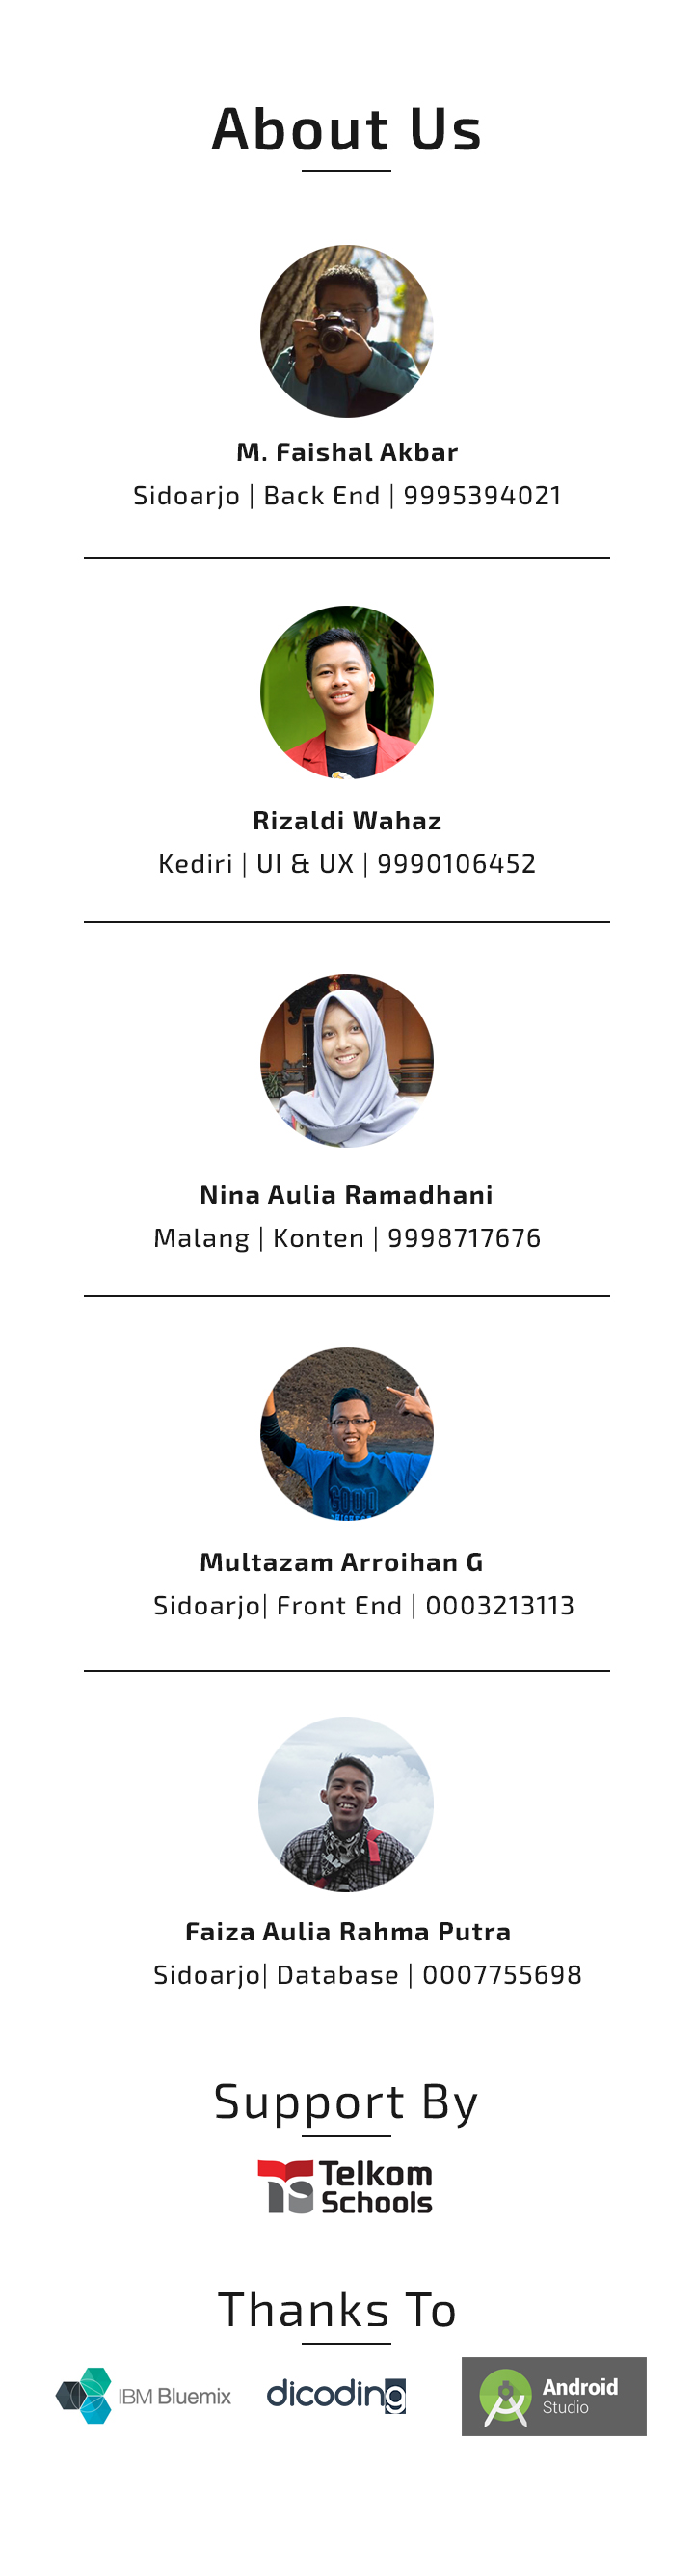 About Us
M. Faishal Akbar
Sidoarjo | Back End | 9995394021
Rizaldi Wahaz
Kediri | UI & UX | 9990106452
Nina Aulia Ramadhani
Malang | Konten | 9998717676
GOOD
Multazam Arroihan G
Sidoarjo| Front End | 0003213113
Faiza Aulia Rahma Putra
Sidoarjo| Database | 0007755698
Support By
Telkom
Schools
Thanks To
IBM Bluemix
dicoding
Android
Studio